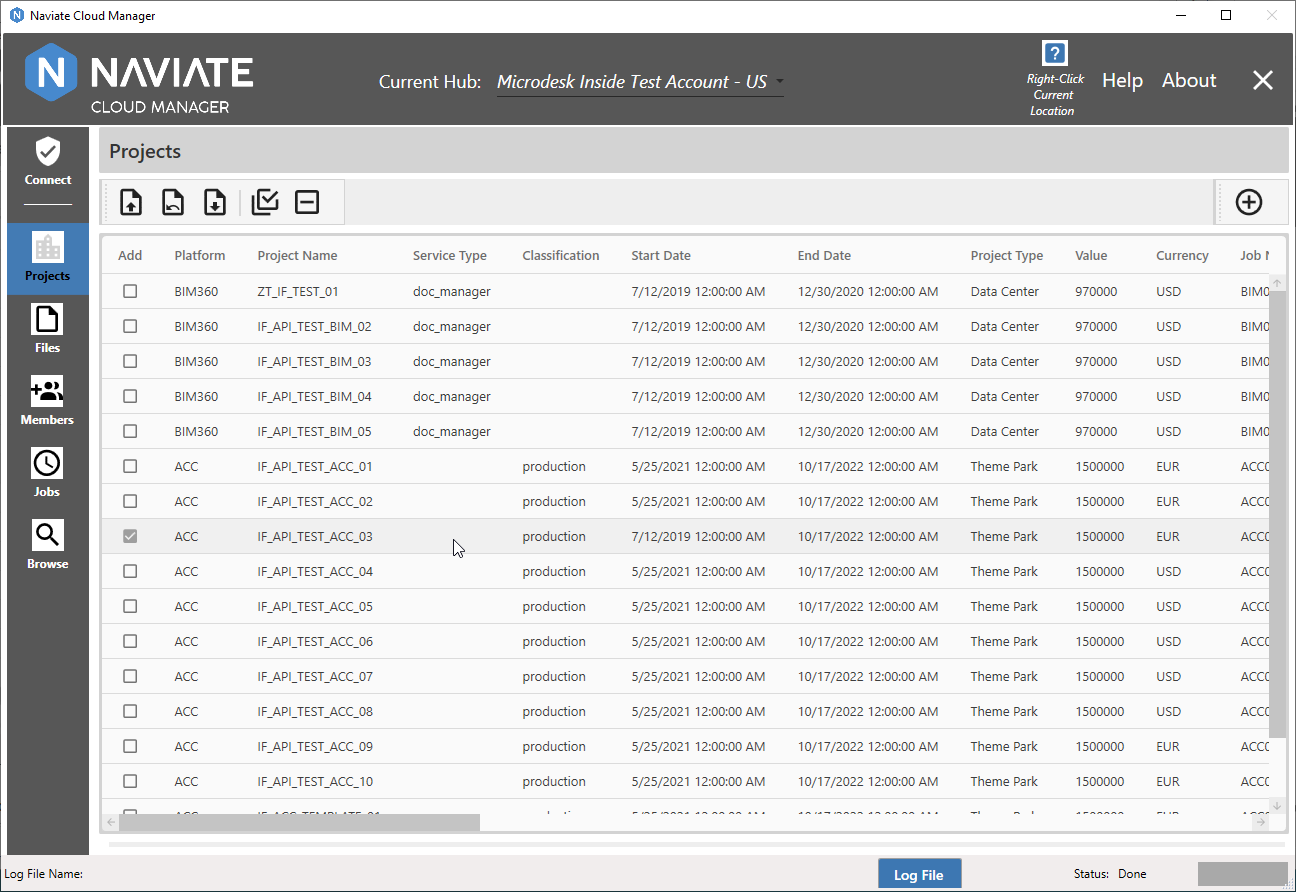 Naviate Cloud Manager
N NAVIATE
CLOUD MANAGER
Current Hub: Microdesk Inside Test Account - US
?
Right-Click
Current
Location
Help About
Connect
Projects
Files
Members
Jobs
Browse
Projects
Add Platform Project Name Service Type Classification Start Date End Date Project Type Value Currency Job
BIM360 ZT_IF_TEST_01 doc_manager 7/12/2019 12:00:00 AM 12/30/2020 12:00:00 AM Data Center 970000 USD BIM0
BIM360 IF_API_TEST_BIM_02 doc_manager 7/12/2019 12:00:00 AM 12/30/2020 12:00:00 AM Data Center 970000 USD BIM0
BIM360 IF_API_TEST_BIM_03 doc_manager 7/12/2019 12:00:00 AM 12/30/2020 12:00:00 AM Data Center 970000 USD BIM0
BIM360 IF_API_TEST_BIM_04 doc_manager 7/12/2019 12:00:00 AM 12/30/2020 12:00:00 AM Data Center 970000 USD BIM0
BIM360 IF_API_TEST_BIM_05 doc_manager 7/12/2019 12:00:00 AM 12/30/2020 12:00:00 AM Data Center 970000 USD BIM0
ACC IF_API_TEST_ACC_01 production 5/25/2021 12:00:00 AM 10/17/2022 12:00:00 AM Theme Park 1500000 EUR ACC0
ACC IF_API_TEST_ACC_02 production 5/25/2021 12:00:00 AM 10/17/2022 12:00:00 AM Theme Park 1500000 EUR ACC0
ACC IF_API_TEST_ACC_03 production 7/12/2019 12:00:00 AM 10/17/2022 12:00:00 AM Theme Park 1500000 EUR ACC0
ACC IF_API_TEST_ACC_04 production 5/25/2021 12:00:00 AM 10/17/2022 12:00:00 AM Theme Park 1500000 USD ACC0
ACC IF_API_TEST_ACC_05 production 5/25/2021 12:00:00 AM 10/17/2022 12:00:00 AM Theme Park 1500000 USD ACC0
ACC IF_API_TEST_ACC_06 production 5/25/2021 12:00:00 AM 10/17/2022 12:00:00 AM Theme Park 1500000 USD ACC0
ACC IF_API_TEST_ACC_07 production 5/25/2021 12:00:00 AM 10/17/2022 12:00:00 AM Theme Park 1500000 USD ACC0
ACC IF_API_TEST_ACC_08 production 5/25/2021 12:00:00 AM 10/17/2022 12:00:00 AM Theme Park 1500000 USD ACC0
ACC IF_API_TEST_ACC_09 production 5/25/2021 12:00:00 AM 10/17/2022 12:00:00 AM Theme Park 1500000 EUR ACC0
ACC IF_API_TEST_ACC_10 production 5/25/2021 12:00:00 AM 10/17/2022 12:00:00 AM Theme Park 1500000 EUR ACC0
Log File Name: Log File Status: Done